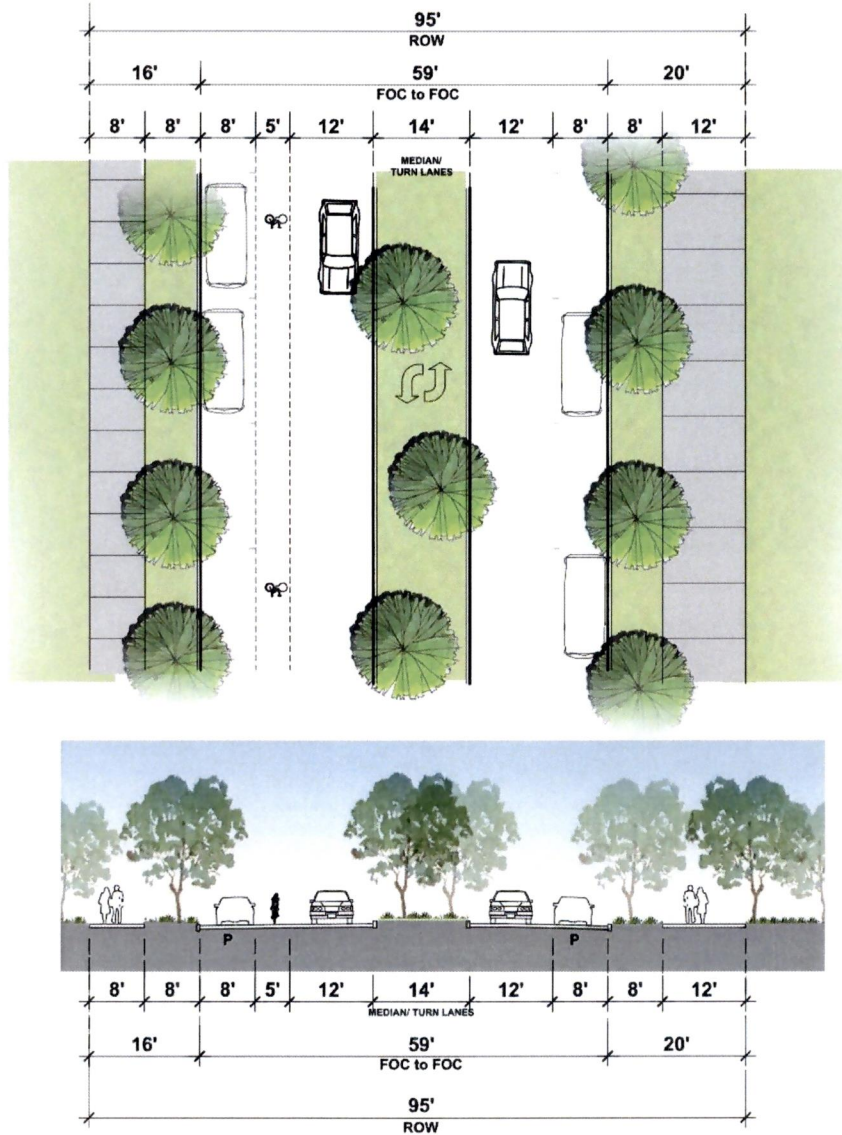 95'
ROW
16' 59' 20'
FOC to FOC
8' 8' 8' 5' 12' 14' 12' 8' 8' 12'
MEDIAN/
TURN LANES
P P
8' 8' 8' 5' 12' 14' 12' 8' 8' 12'
MEDIAN/ TURN LANES
16' 59' 20'
FOC to FOC
95'
ROW